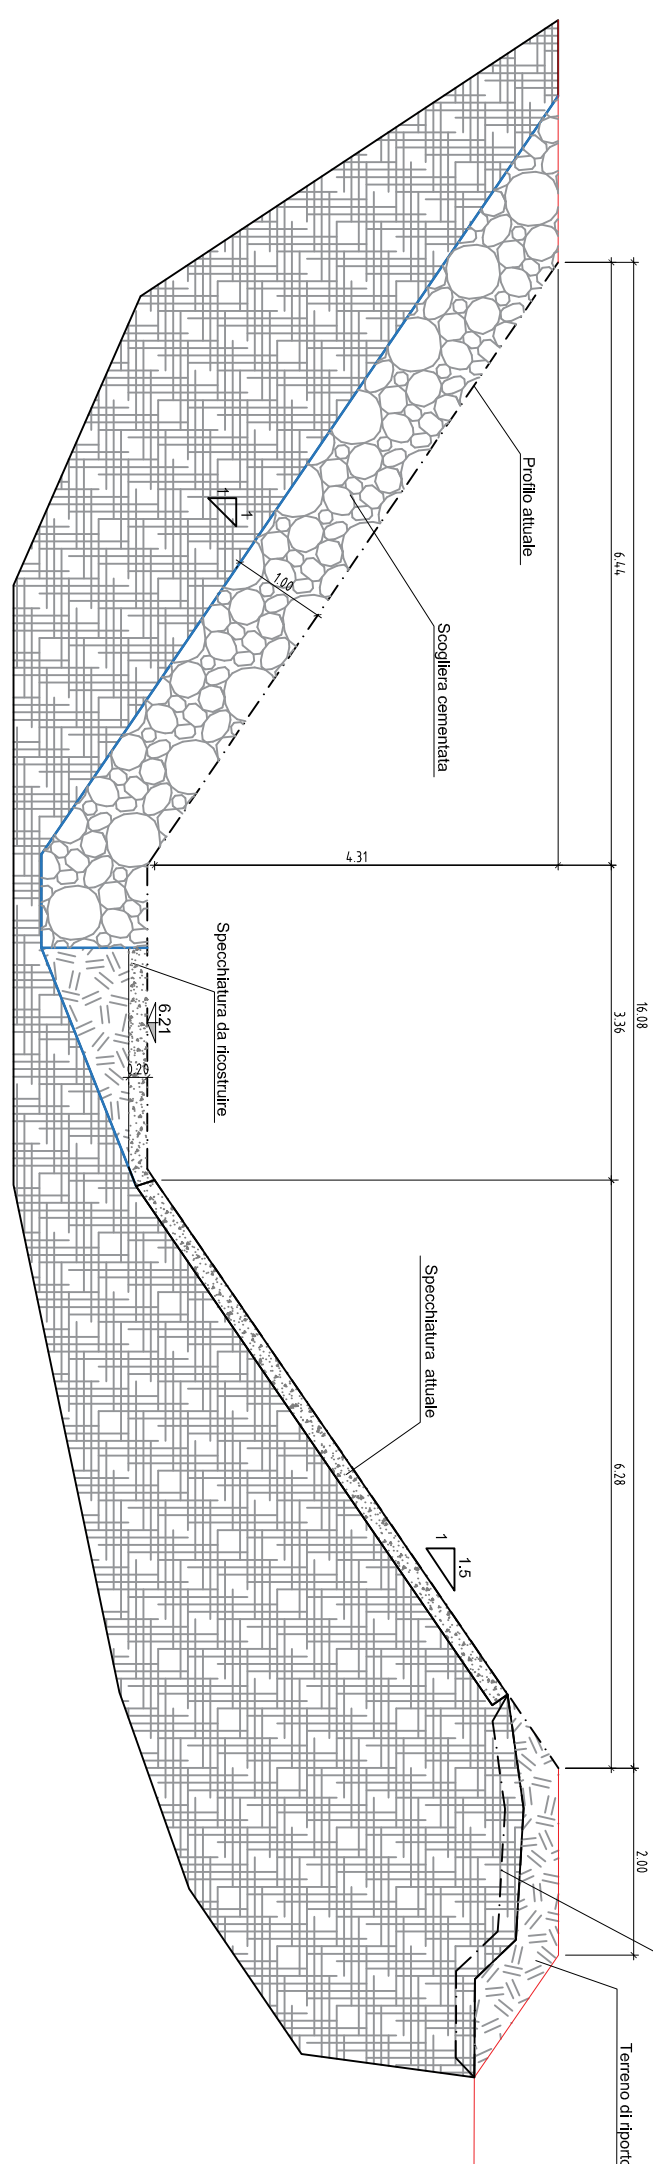 Profilo attuale
6.44
1
1
1.00
Scogliera cementata
4.31
16.08
3.36
Specchiatura da ricostruire
6.21
0.20
Specchiatura attuale
6.28
1
1.5
2.00
Terreno di riporto